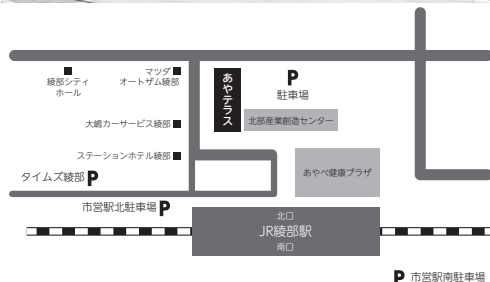 綾部シティ
ホール
マツダ
オートザム綾部
あやテラス
P
駐車場
大嶋カーサービス綾部
北部産業創造センター
ステーションホテル綾部
タイムズ綾部 P
あやべ健康プラザ
市営駅北駐車場 P
北口
JR綾部駅
南口
P 市営駅南駐車場